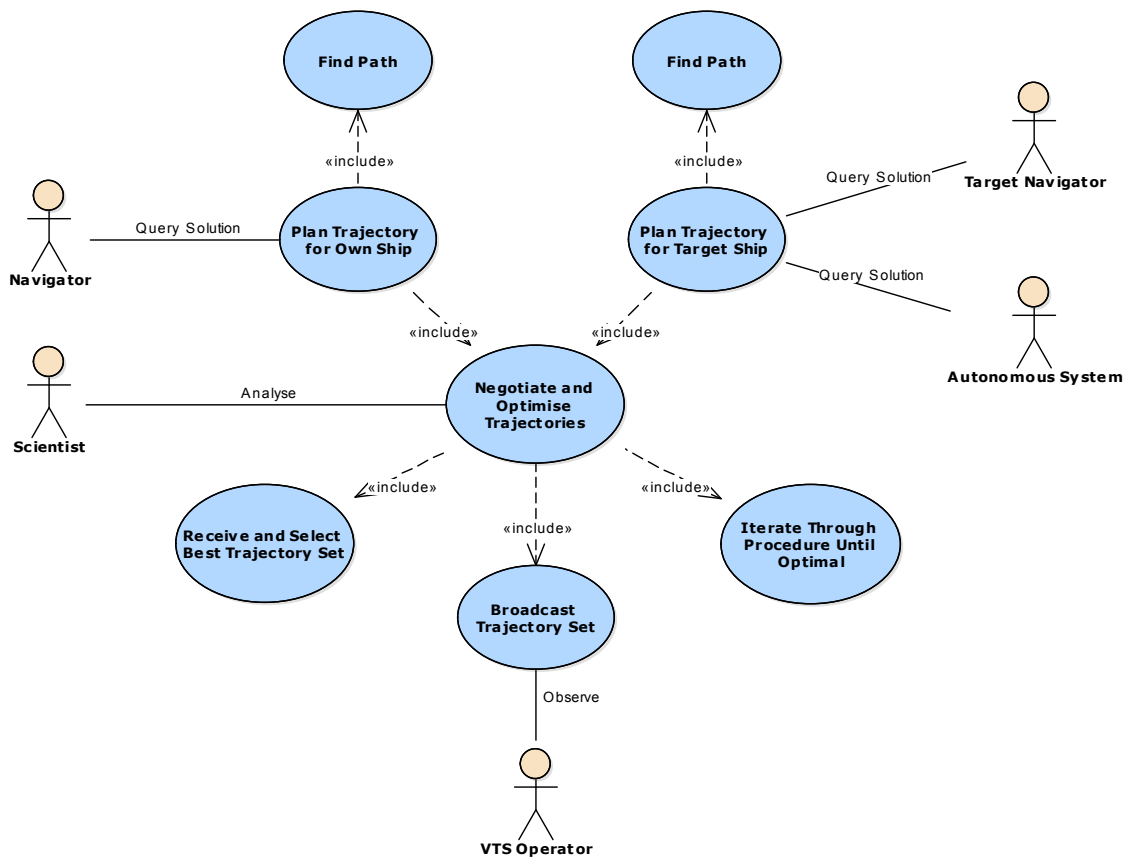 Find Path
Find Path
«include»
«include»
Query Solution
Target Navigator
Query Solution
Plan Trajectory
for Own Ship
Plan Trajectory
for Target Ship
Navigator
Query Solution
«include»
«include»
Autonomous System
Negotiate and
Optimise
Trajectories
Analyse
Scientist
«include»
«include»
«include»
Receive and Select
Best Trajectory Set
Iterate Through
Procedure Until
Optimal
Broadcast
Trajectory Set
Observe
VTS Operator